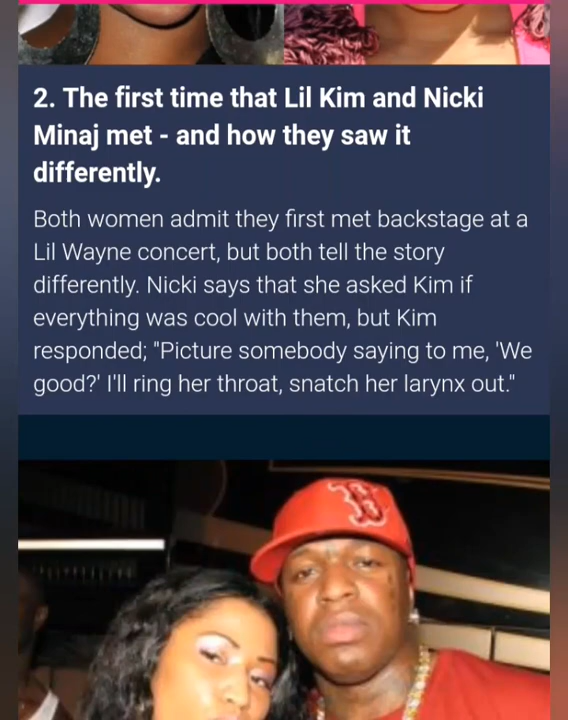 2. The first time that Lil Kim and Nicki
Minaj met - and how they saw it
differently.
Both women admit they first met backstage at a
Lil Wayne concert, but both tell the story
differently. Nicki says that she asked Kim if
everything was cool with them, but Kim
responded; "Picture somebody saying to me, 'We
good?' I'll ring her throat, snatch her larynx out."
B